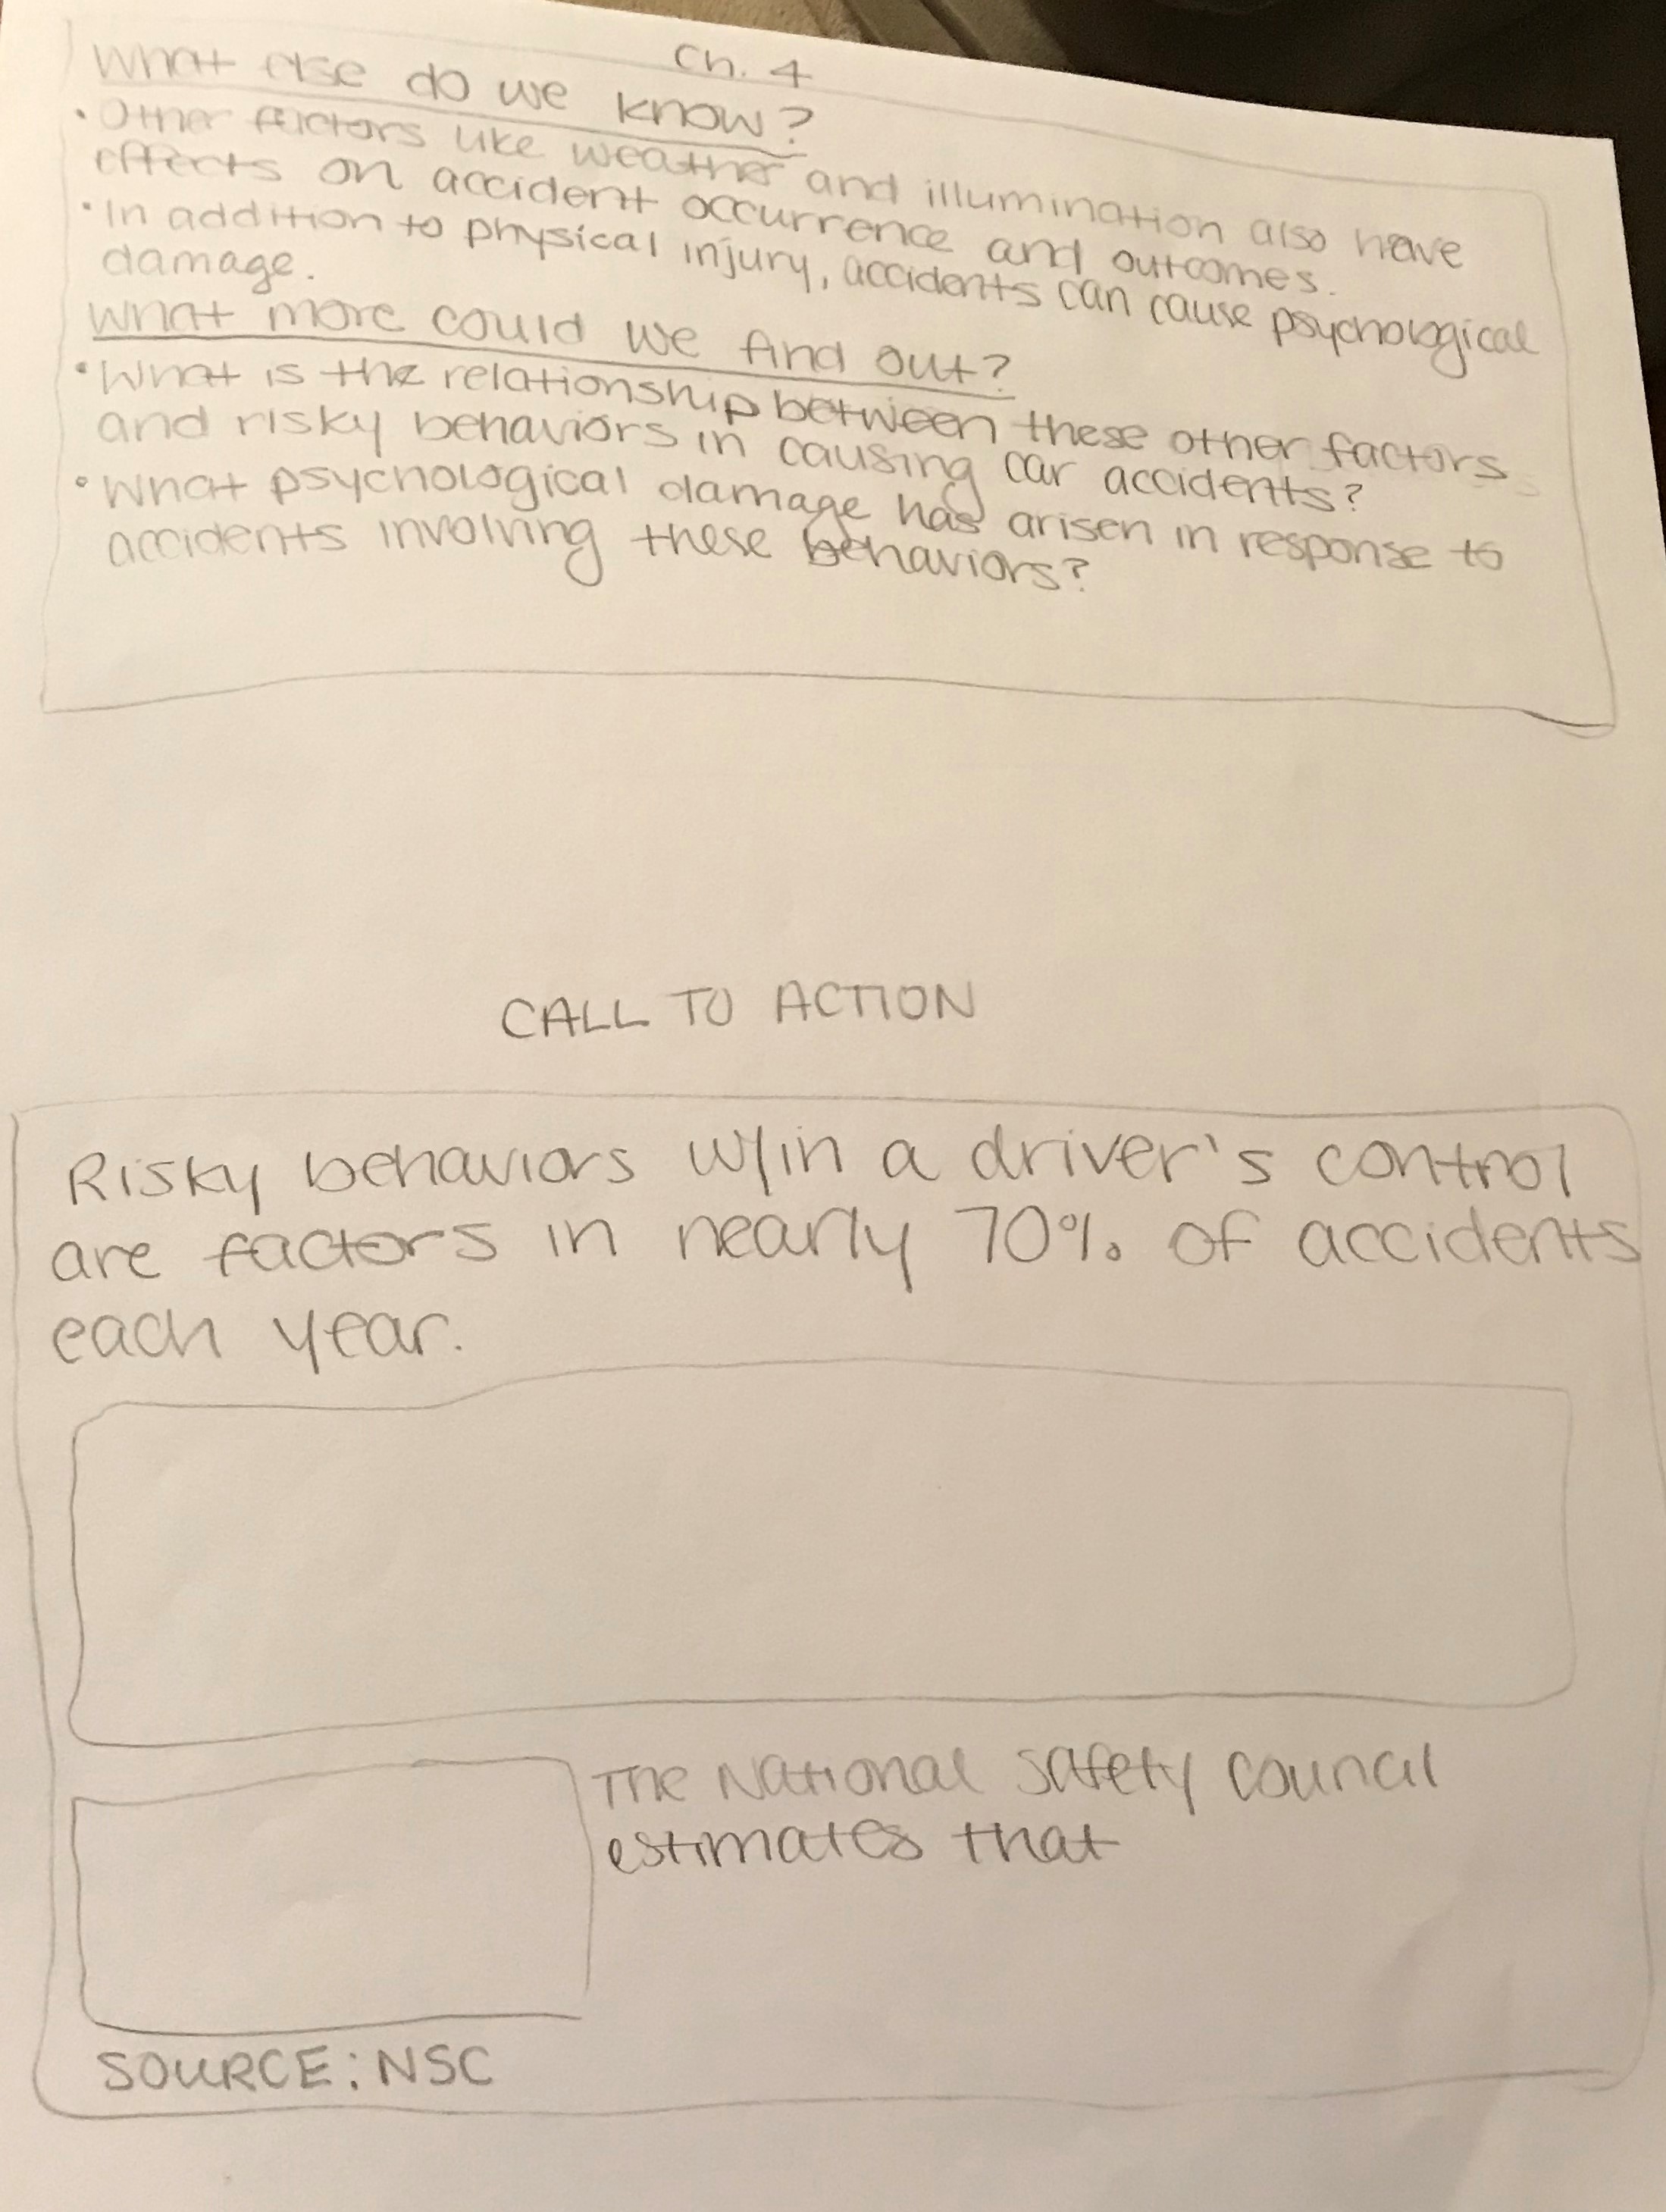 Ch. 4
What else do we know?
• Other factors like weather and illumination also have
effects on accident occurrence and outcomes.
• In addition to physical injury, accidents can cause psychological
damage.
What more could we find out?
• What is the relationship between these other factors
and risky behaviors in causing car accidents?
• What psychological damage has arisen in response to
accidents involving these behaviors?
CALL TO ACTION
Risky behaviors w/in a driver's control
are factors in nearly 70% of accidents
each year.
The National Safety Council
estimates that
SOURCE: NSC